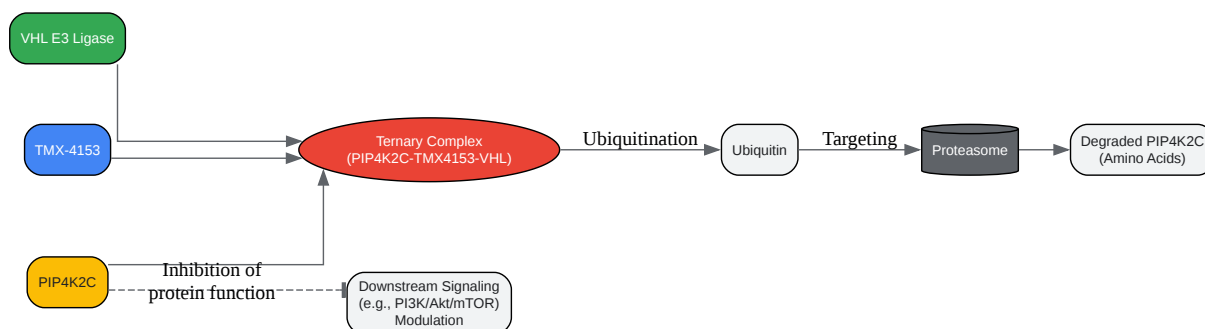 VHL E3 Ligase
TMX-4153
PIP4K2C
Ternary Complex
(PIP4K2C-TMX4153-VHL)
Inhibition of
protein function
Downstream Signaling
(e.g., PI3K/Akt/mTOR)
Modulation
Ubiquitination
Ubiquitin
Targeting
Proteasome
Degraded PIP4K2C
(Amino Acids)